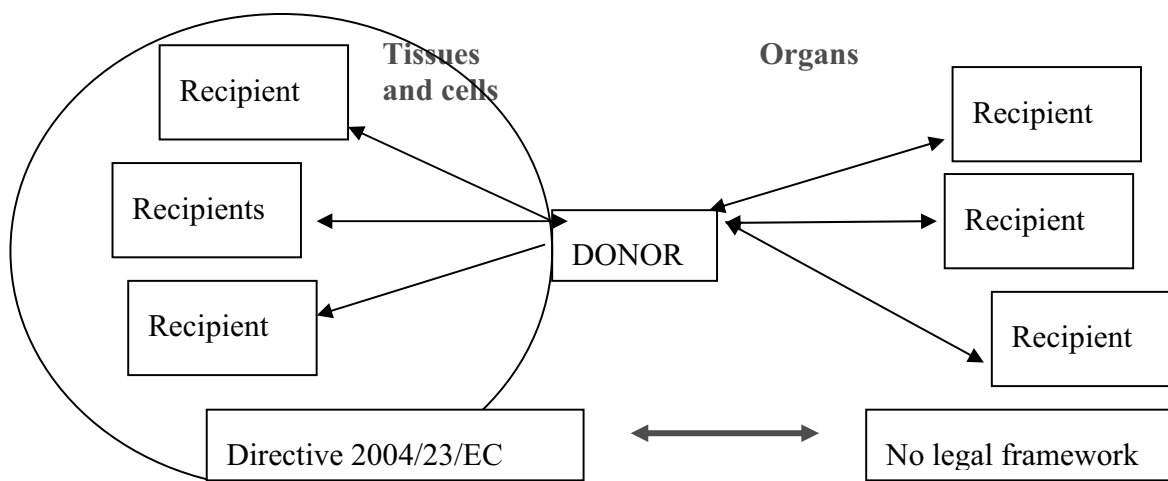 Tissues
and cells
Organs
Recipient
Recipient
Recipients
Recipient
DONOR
Recipient
Recipient
Directive 2004/23/EC
No legal framework